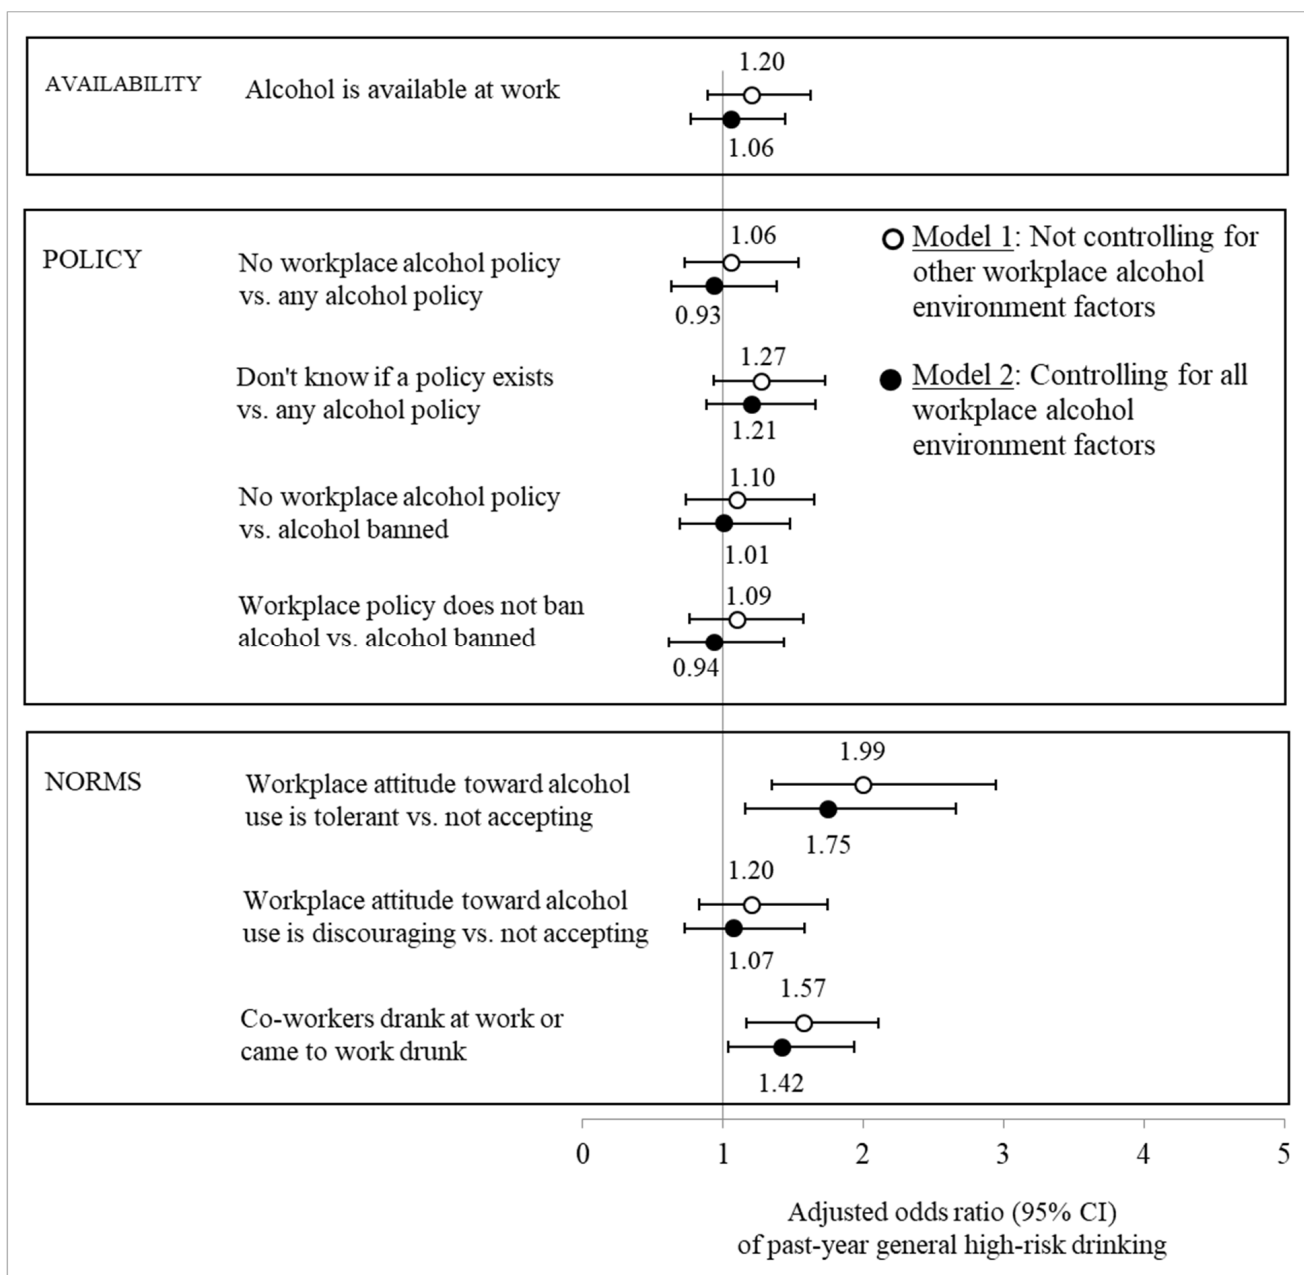 AVAILABILITY
Alcohol is available at work
1.20
1.06
POLICY
No workplace alcohol policy
vs. any alcohol policy
1.06
0.93
Don't know if a policy exists
vs. any alcohol policy
1.27
1.21
No workplace alcohol policy
vs. alcohol banned
1.10
1.01
Workplace policy does not ban
alcohol vs. alcohol banned
1.09
0.94
Model 1: Not controlling for
other workplace alcohol
environment factors
Model 2: Controlling for all
workplace alcohol
environment factors
NORMS
Workplace attitude toward alcohol
use is tolerant vs. not accepting
1.99
1.75
Workplace attitude toward alcohol
use is discouraging vs. not accepting
1.20
1.07
Co-workers drank at work or
came to work drunk
1.57
1.42
0 1 2 3 4 5
Adjusted odds ratio (95% CI)
of past-year general high-risk drinking